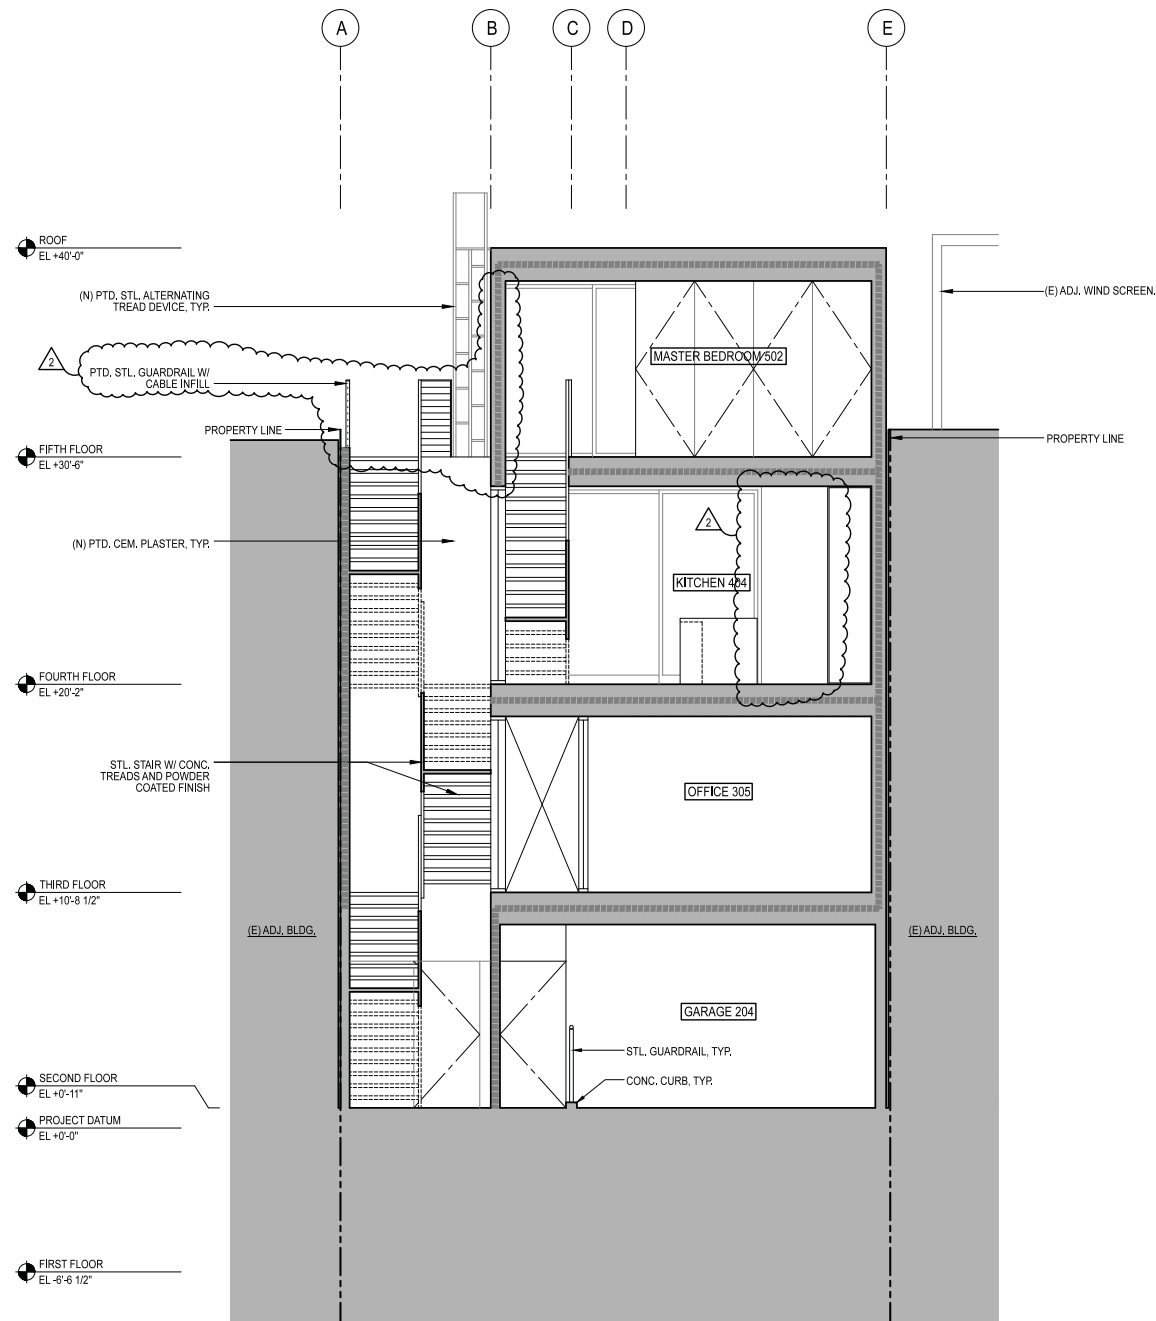 A
B
C
D
E
ROOF
EL +40'-0"
(N) PTD. STL. ALTERNATING
TREAD DEVICE, TYP.
(E) ADJ. WIND SCREEN.
2
MASTER BEDROOM 502
PTD. STL. GUARDRAIL W/
CABLE INFILL
PROPERTY LINE
PROPERTY LINE
FIFTH FLOOR
EL +30'-6"
2
(N) PTD. CEM. PLASTER, TYP.
KITCHEN 404
FOURTH FLOOR
EL +20'-2"
STL. STAIR W/ CONC.
TREADS AND POWDER
COATED FINISH
OFFICE 305
THIRD FLOOR
EL +10'-8 1/2"
(E) ADJ. BLDG.
(E) ADJ. BLDG.
GARAGE 204
STL. GUARDRAIL, TYP.
CONC. CURB, TYP.
SECOND FLOOR
EL +0'-11"
PROJECT DATUM
EL +0'-0"
FIRST FLOOR
EL -6'-6 1/2"